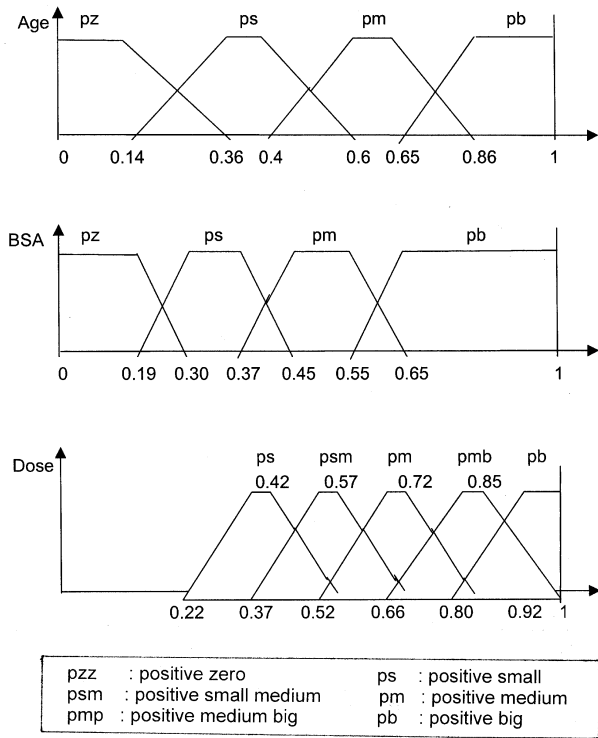 Age pz ps pm pb
0 0.14 0.36 0.4 0.6 0.65 0.86 1
BSA pz ps pm pb
0 0.19 0.30 0.37 0.45 0.55 0.65 1
Dose ps psm pm pmb pb
0.42 0.57 0.72 0.85
0.22 0.37 0.52 0.66 0.80 0.92 1
pzz : positive zero ps : positive small
psm : positive small medium pm : positive medium
pmp : positive medium big pb : positive big